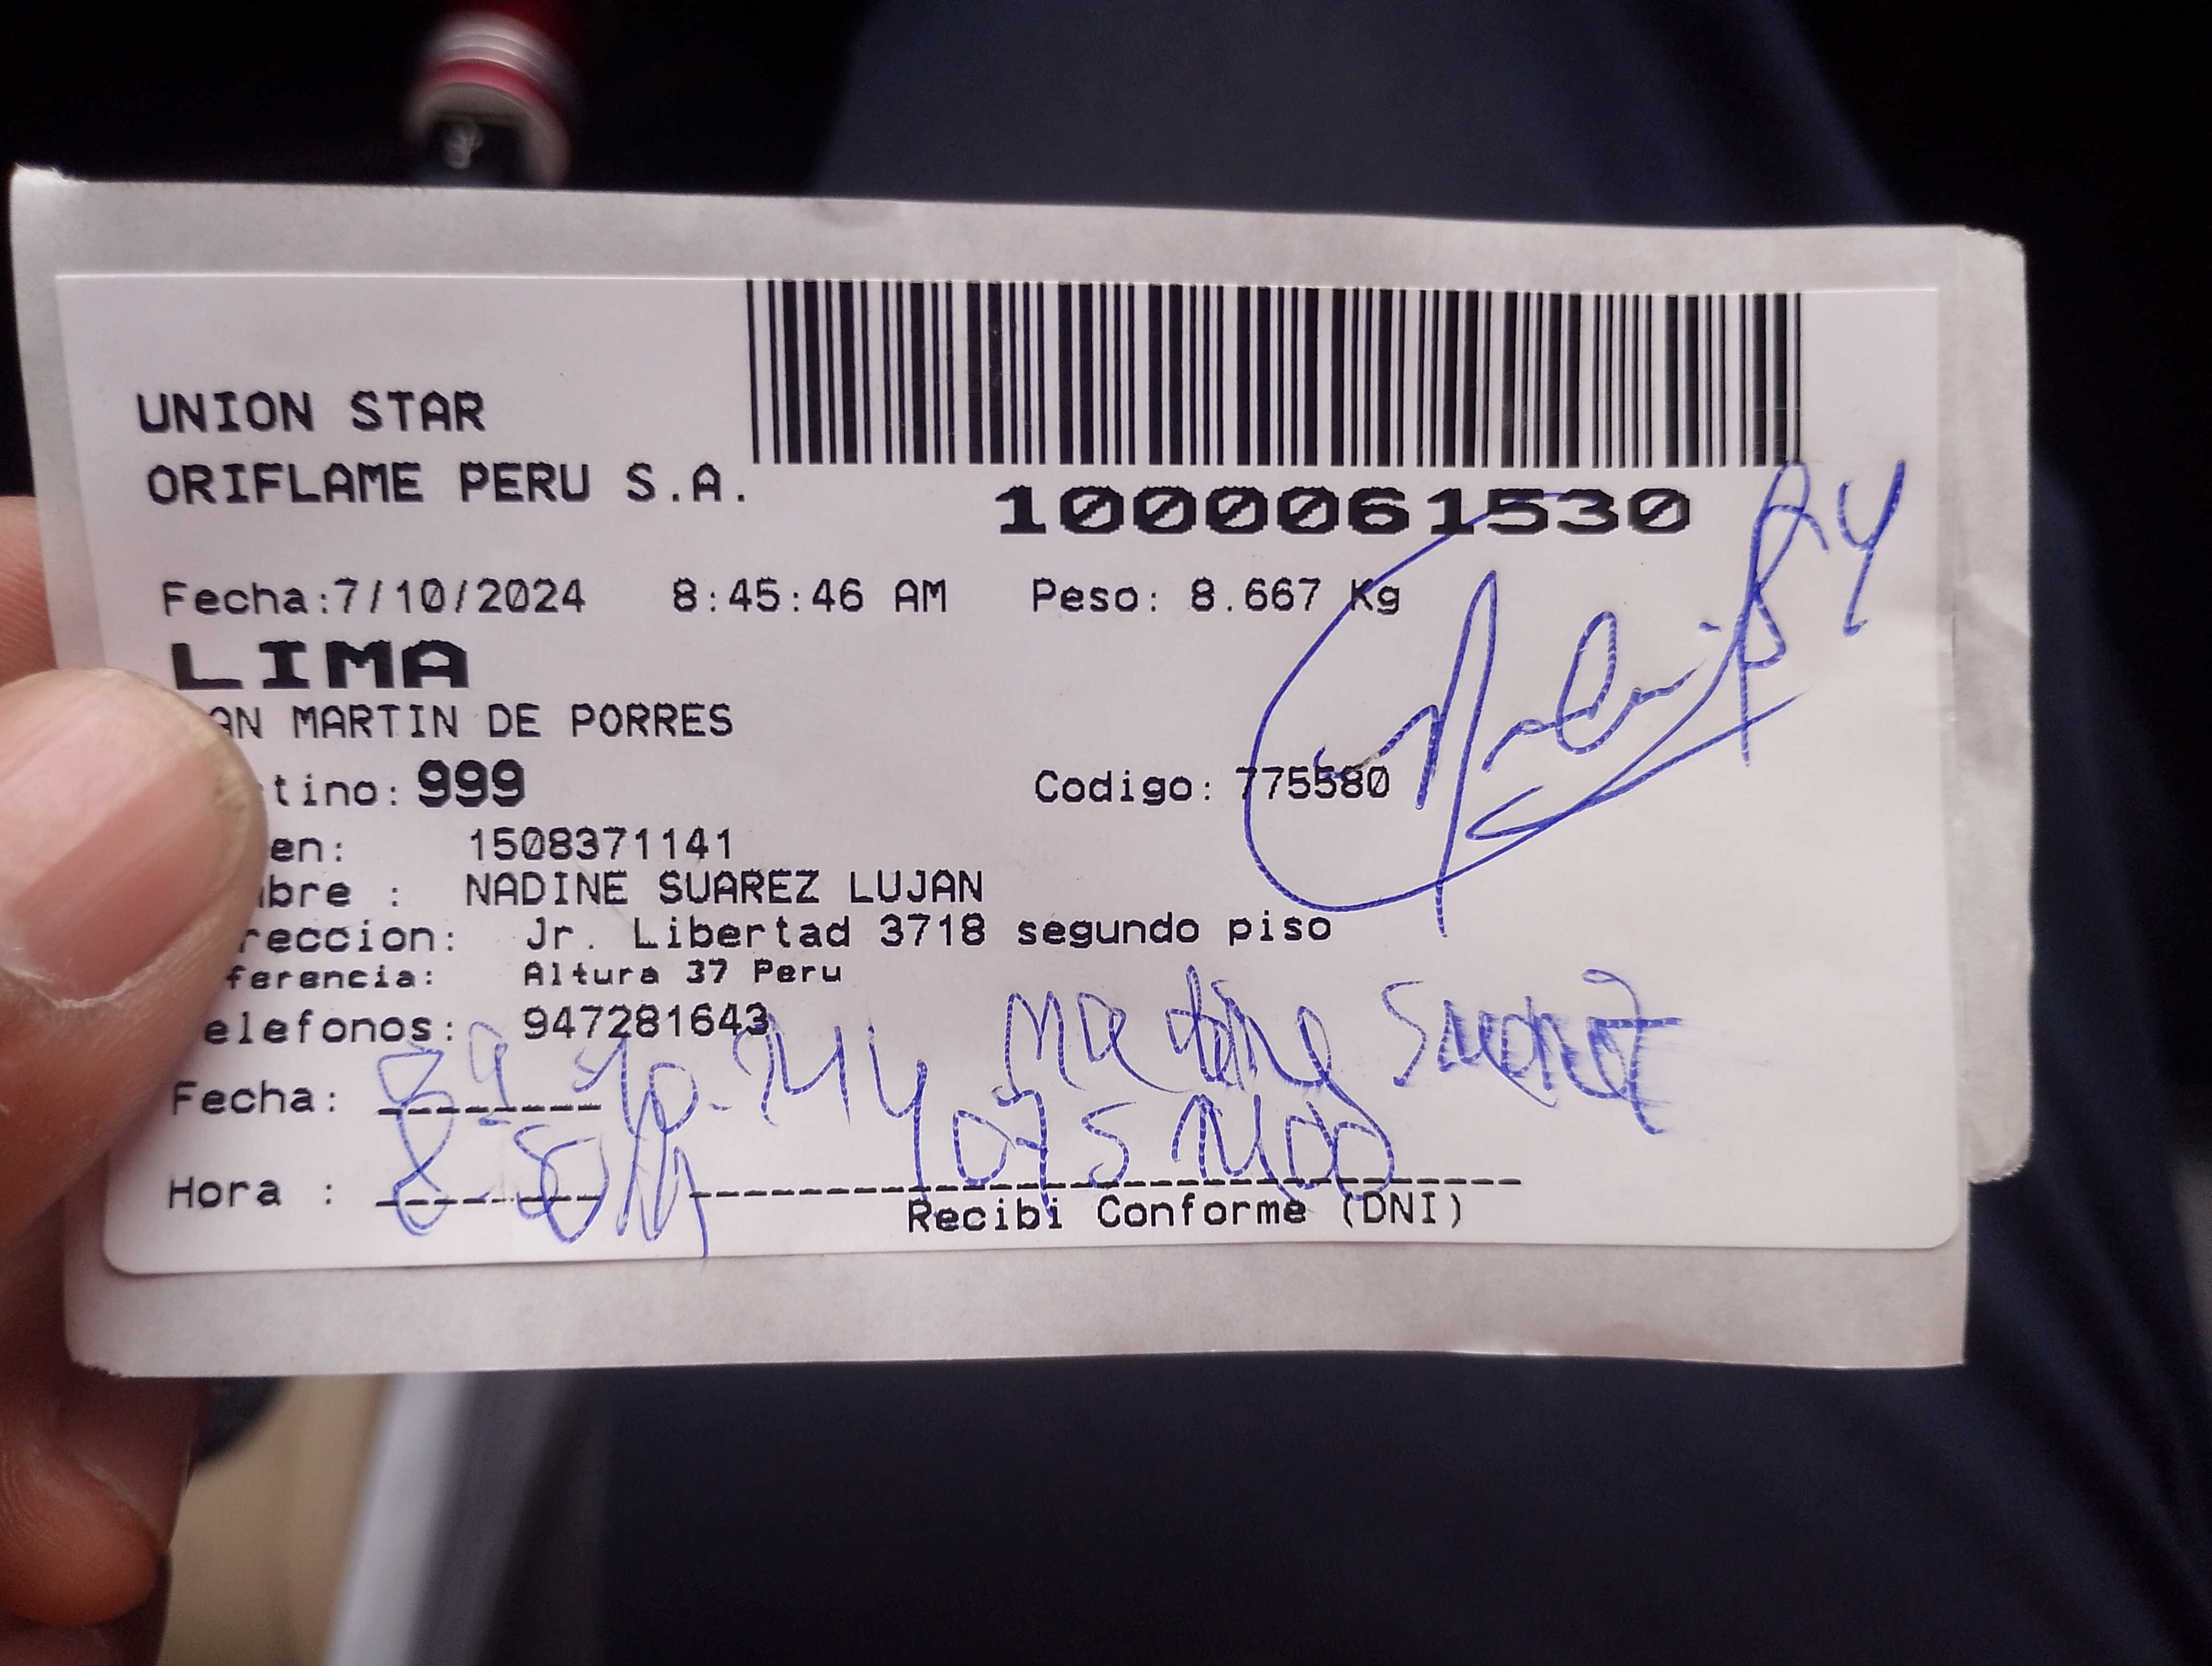 UNION STAR
ORIFLAME PERU S.A.
1000061530
Fecha:7/10/2024 8:45:46 AM Peso: 8.667 Kg
LIMA
AN MARTIN DE PORRES
tino: 999 Codigo: 775580
en: 1508371141
bre : NADINE SUAREZ LUJAN
reccion: Jr. Libertad 3718 segundo piso
ferencia: Altura 37 Peru
elefonos: 947281643
Fecha:
Hora :
Recibi Conforme (DNI)